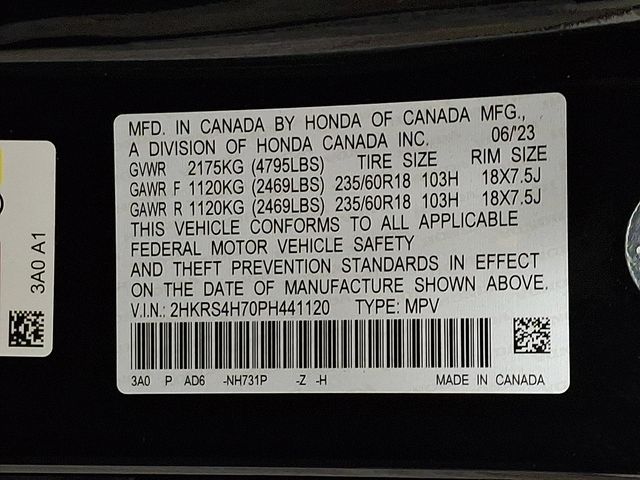 MFD. IN CANADA BY HONDA OF CANADA MFG.,
A DIVISION OF HONDA CANADA INC. 06/'23
GVWR 2175KG (4795LBS) TIRE SIZE RIM SIZE
GAWR F 1120KG (2469LBS) 235/60R18 103H 18X7.5J
GAWR R 1120KG (2469LBS) 235/60R18 103H 18X7.5J
THIS VEHICLE CONFORMS TO ALL APPLICABLE
FEDERAL MOTOR VEHICLE SAFETY
AND THEFT PREVENTION STANDARDS IN EFFECT
ON THE DATE OF MANUFACTURE SHOWN ABOVE.
V.I.N.: 2HKRS4H70PH441120 TYPE: MPV
3A0 P AD6 -NH731P -Z -H MADE IN CANADA
3A0 A1